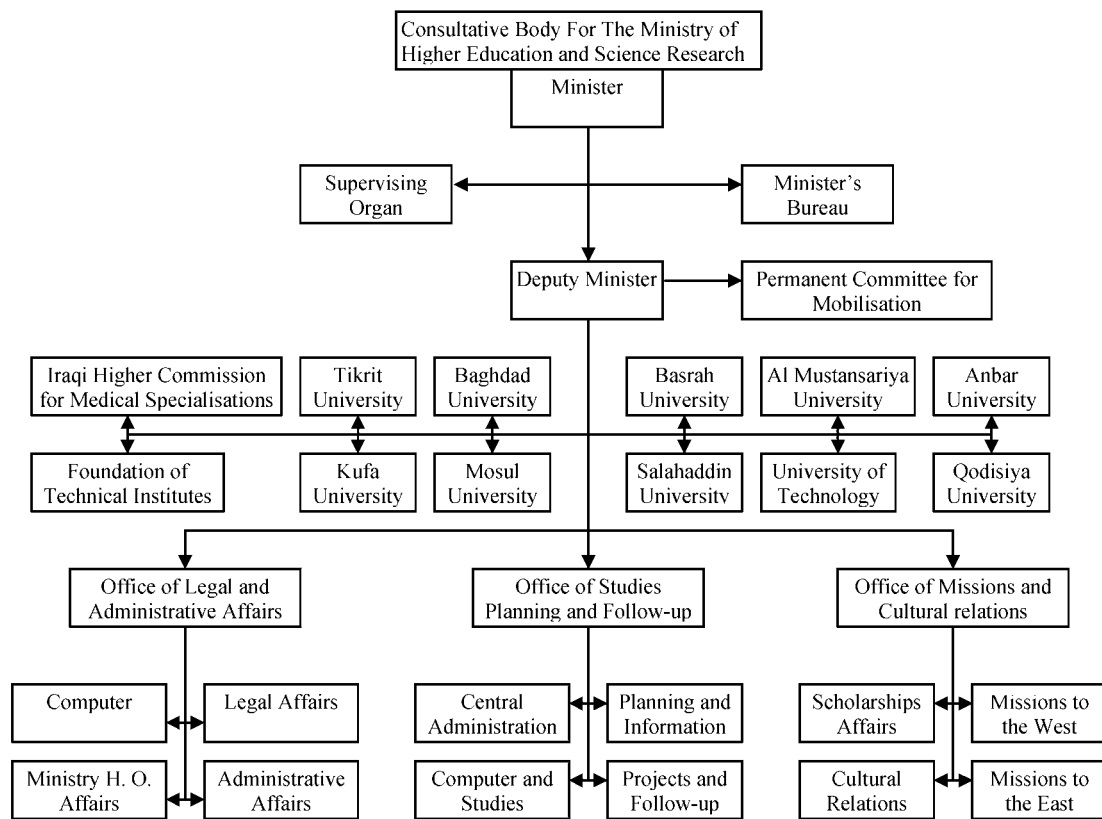 Consultative Body For The Ministry of
Higher Education and Science Research
Minister
Supervising
Organ
Minister's
Bureau
Deputy Minister
Permanent Committee for
Mobilisation
Iraqi Higher Commission
for Medical Specialisations
Tikrit
University
Baghdad
University
Basrah
University
Al Mustansariya
University
Anbar
University
Foundation of
Technical Institutes
Kufa
University
Mosul
University
Salahaddin
University
University of
Technology
Qodisiya
University
Office of Legal and
Administrative Affairs
Office of Studies
Planning and Follow-up
Office of Missions and
Cultural relations
Computer
Legal Affairs
Central
Administration
Planning and
Information
Scholarships
Affairs
Missions to
the West
Ministry H. O.
Affairs
Administrative
Affairs
Computer and
Studies
Projects and
Follow-up
Cultural
Relations
Missions to
the East